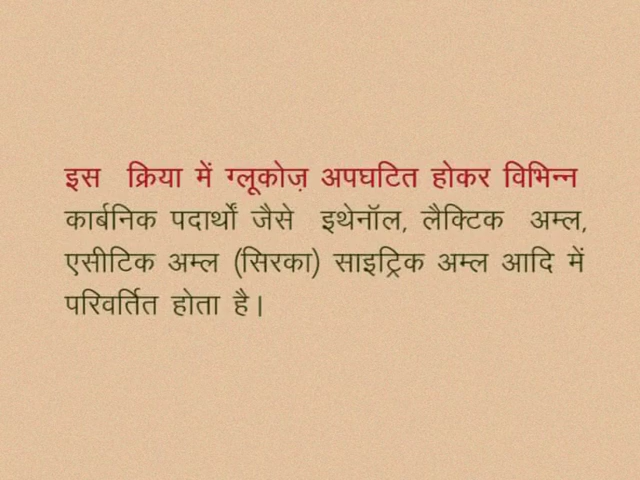 इस क्रिया में ग्लूकोज़ अपघटित होकर विभिन्न
कार्बनिक पदार्थों जैसे इथेनॉल, लैक्टिक अम्ल,
एसीटिक अम्ल (सिरका) साइट्रिक अम्ल आदि में
परिवर्तित होता है।